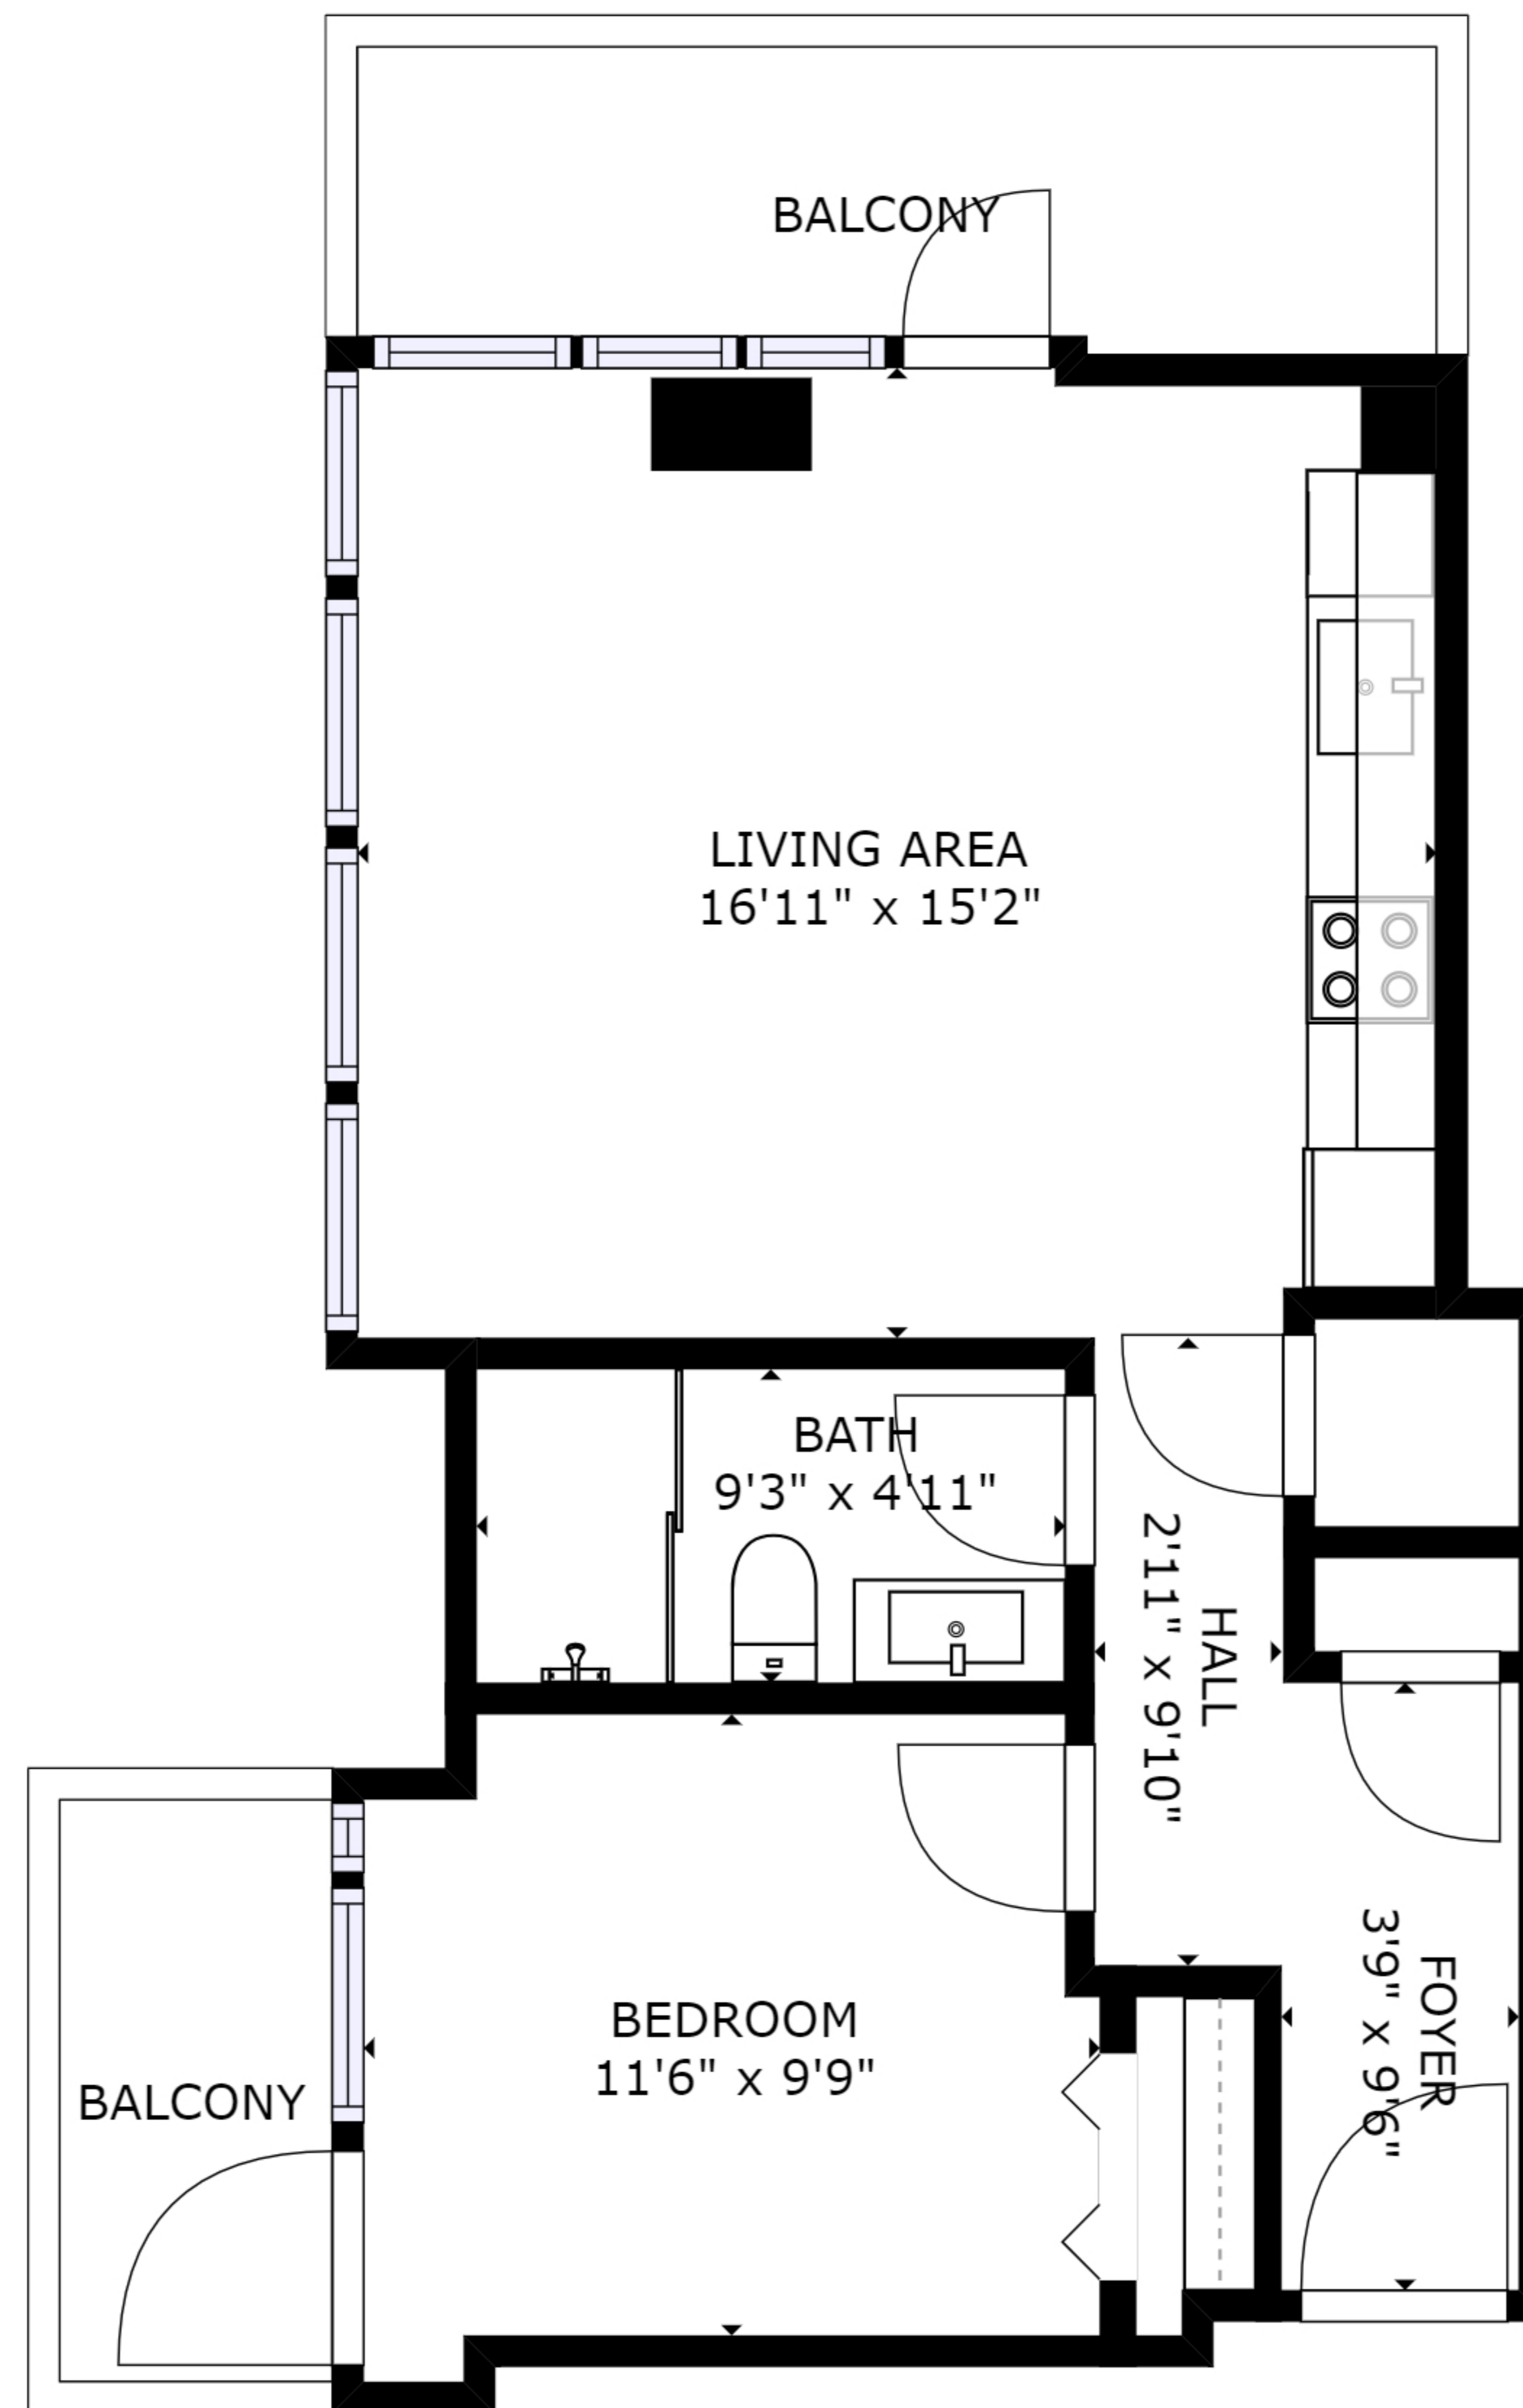 BALCONY
LIVING AREA
16'11" x 15'2"
BATH
9'3" x 4'11"
HALL
2'11" x 9'10"
FOYER
3'9" x 9'6"
BEDROOM
11'6" x 9'9"
BALCONY